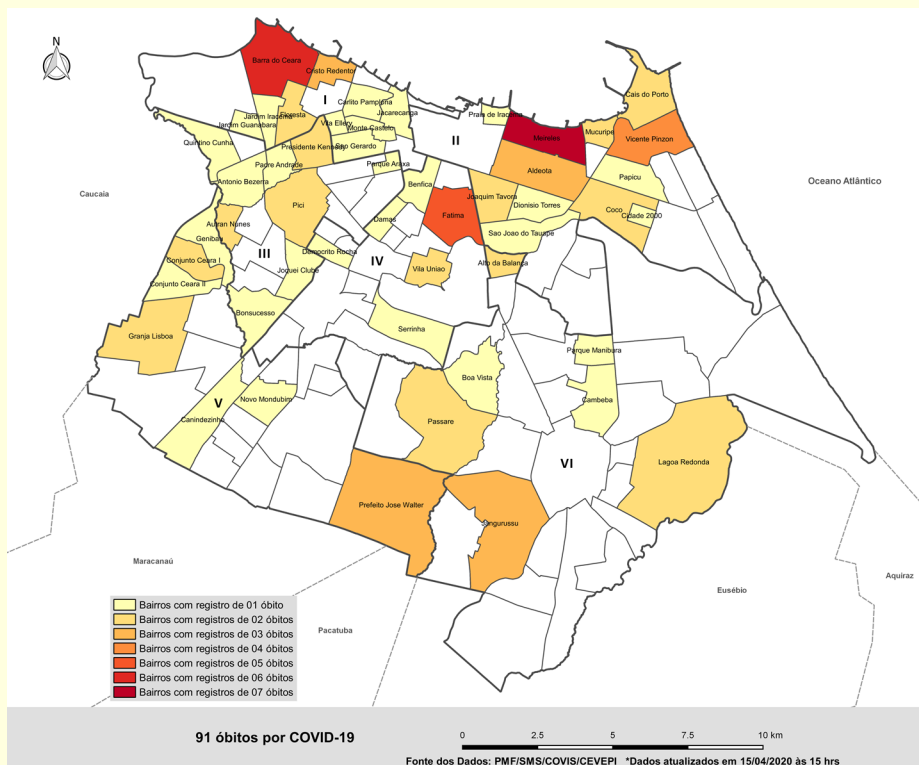 N
Barra do Ceara
Cristo Redentor
Cais do Porto
I
Carlito Pamplona
Jacarecanga
Praia de Iracema
Floresta
Jardim Iracema
Jardim Guanabara
Vila Ellery
Monte Castelo
Meireles
Mucuripe
Vicente Pinzon
Quintino Cunha
Presidente Kennedy
Sao Gerardo
II
Padre Andrade
Parque Araxa
Aldeota
Papicu
Oceano Atlântico
Antonio Bezerra
Benfica
Caucaia
Pici
Joaquim Tavora
Dionisio Torres
Coco
Cidade 2000
Autran Nunes
Damas
Fatima
Sao Joao do Tauape
Genibau
III
Democrito Rocha
IV
Conjunto Ceara I
Joquei Clube
Vila Uniao
Alto da Balança
Conjunto Ceara II
Bonsucesso
Serrinha
Granja Lisboa
Parque Manibura
Boa Vista
V
Novo Mondubim
Cambeba
Canindezinho
Passare
VI
Lagoa Redonda
Prefeito Jose Walter
Jangurussu
Maracanaú
Pacatuba
Eusébio
Aquiraz
Bairros com registro de 01 óbito
Bairros com registros de 02 óbitos
Bairros com registros de 03 óbitos
Bairros com registros de 04 óbitos
Bairros com registros de 05 óbitos
Bairros com registros de 06 óbitos
Bairros com registros de 07 óbitos
91 óbitos por COVID-19
0 2.5 5 7.5 10 km
Fonte dos Dados: PMF/SMS/COVIS/CEVEPI *Dados atualizados em 15/04/2020 às 15 hrs